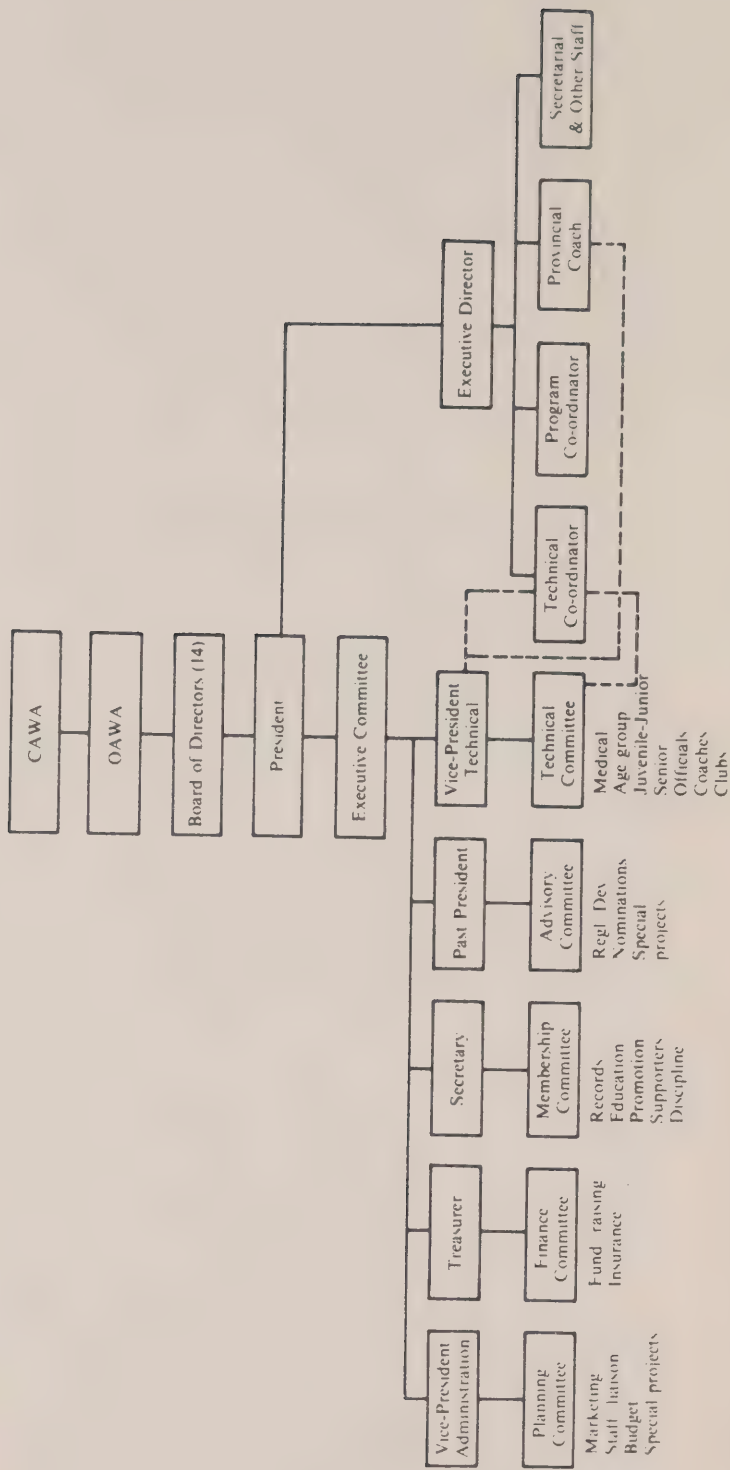 CAWA
OAWA
Board of Directors (14)
President
Executive Committee
Executive Director
Vice-President
Administration
Treasurer
Secretary
Past President
Vice-President
Technical
Planning
Committee
Finance
Committee
Membership
Committee
Advisory
Committee
Technical
Committee
Technical
Co-ordinator
Program
Co-ordinator
Provincial
Coach
Secretarial
& Other Staff
Marketing
Staff liaison
Budget
Special projects
Fund raising
Insurance
Records
Education
Promotion
Supporters
Discipline
Regl Dev
Nominations
Special
projects
Medical
Age group
Juvenile-Junior
Senior
Officials
Coaches
Clubs